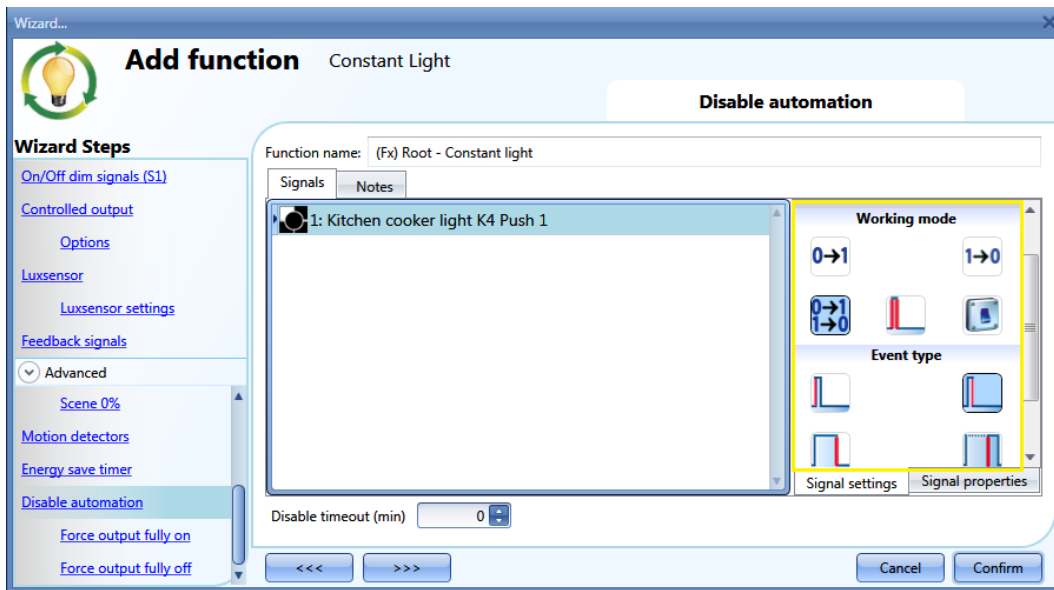 Wizard...
Add function Constant Light
Disable automation
Wizard Steps
On/Off dim signals (S1)
Controlled output
Options
Luxsensor
Luxsensor settings
Feedback signals
Advanced
Scene 0%
Motion detectors
Energy save timer
Disable automation
Force output fully on
Force output fully off
Function name: (Fx) Root - Constant light
Signals Notes
1: Kitchen cooker light K4 Push 1
Working mode
0→1 1→0
0→1
1→0
Event type
Signal settings Signal properties
Disable timeout (min) 0
<<< >>> Cancel Confirm